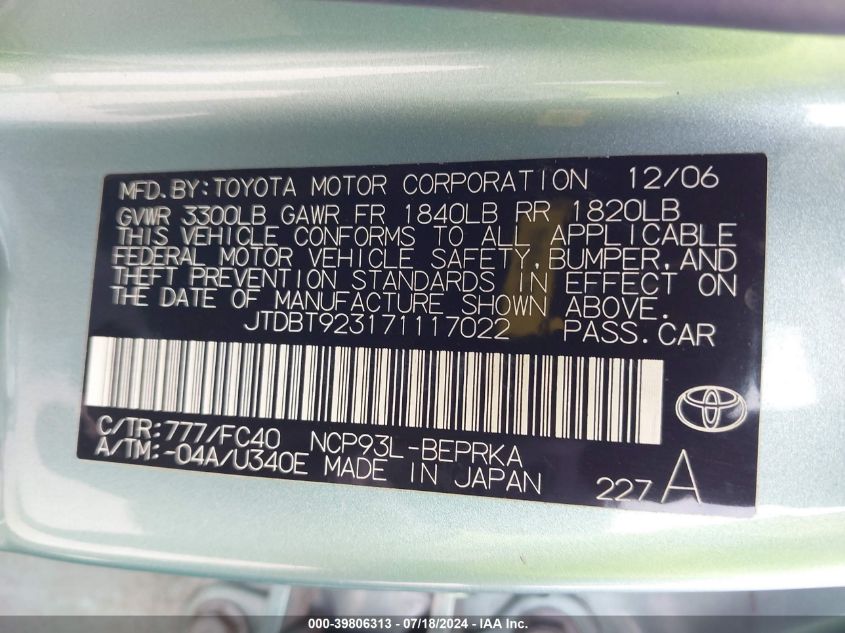 MFD.BY:TOYOTA MOTOR CORPORATION 12/06
GVWR 3300LB GAWR FR 1840LB RR 1820LB
THIS VEHICLE CONFORMS TO ALL APPLICABLE
FEDERAL MOTOR VEHICLE SAFETY,BUMPER,AND
THEFT PREVENTION STANDARDS IN EFFECT ON
THE DATE OF MANUFACTURE SHOWN ABOVE.
JTDBT923171117022 PASS.CAR
C/TR:777/FC40 NCP93L-BEPRKA
A/TM:-04A/U340E MADE IN JAPAN
227 A
000-39806313 - 07/18/2024 - IAA Inc.